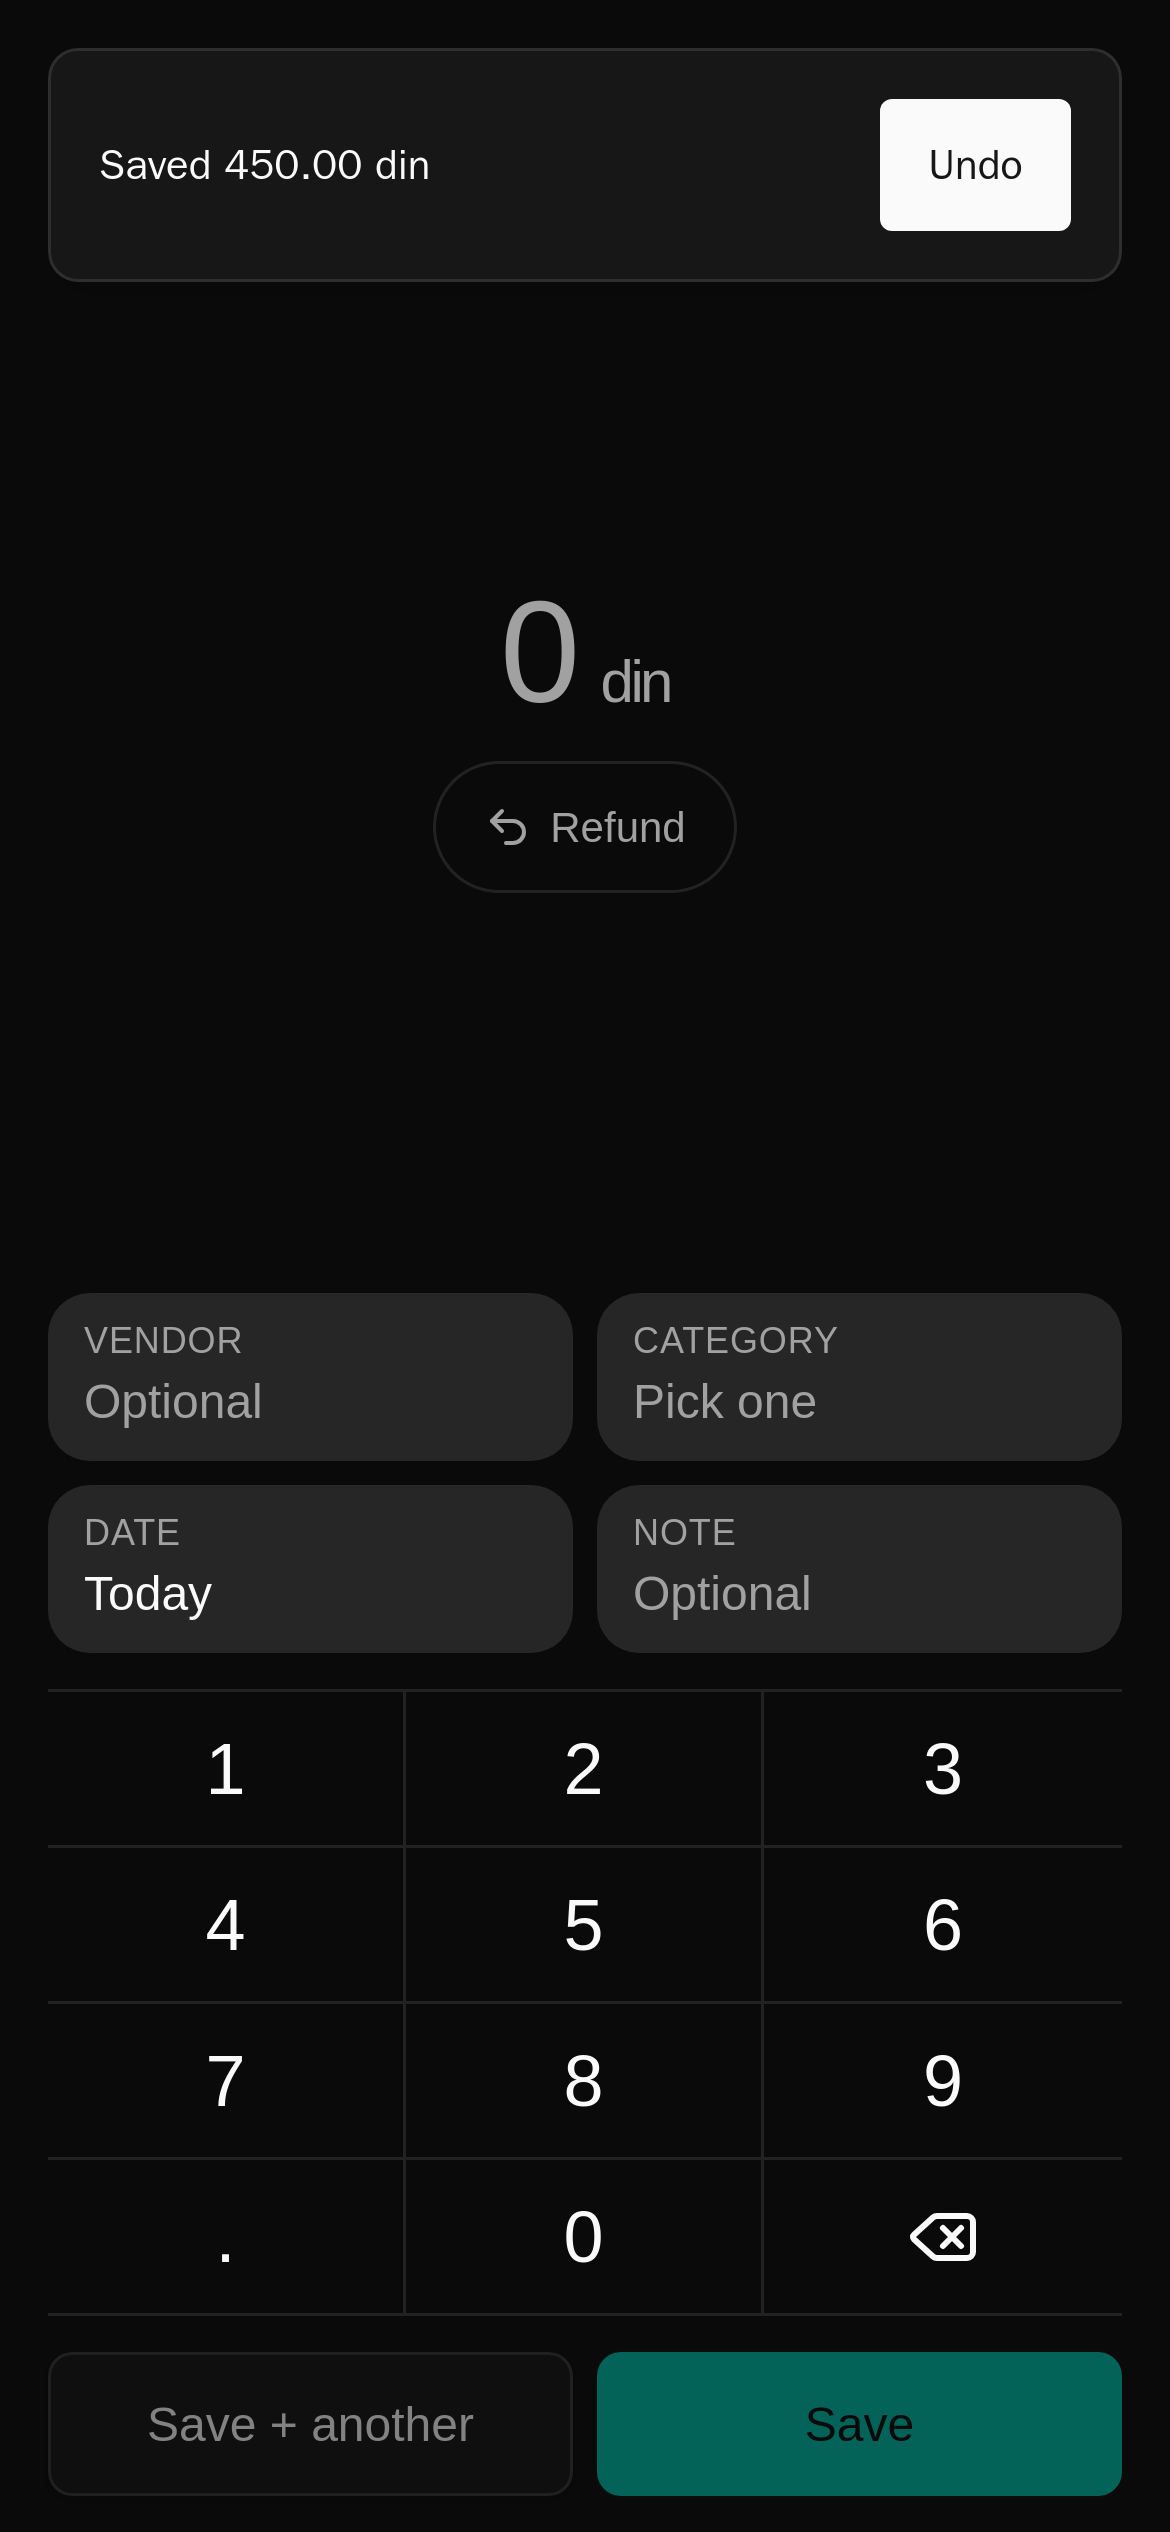 Saved 450.00 din
Undo
0 din
Refund
VENDOR
Optional
CATEGORY
Pick one
DATE
Today
NOTE
Optional
1
2
3
4
5
6
7
8
9
.
0
Save + another
Save